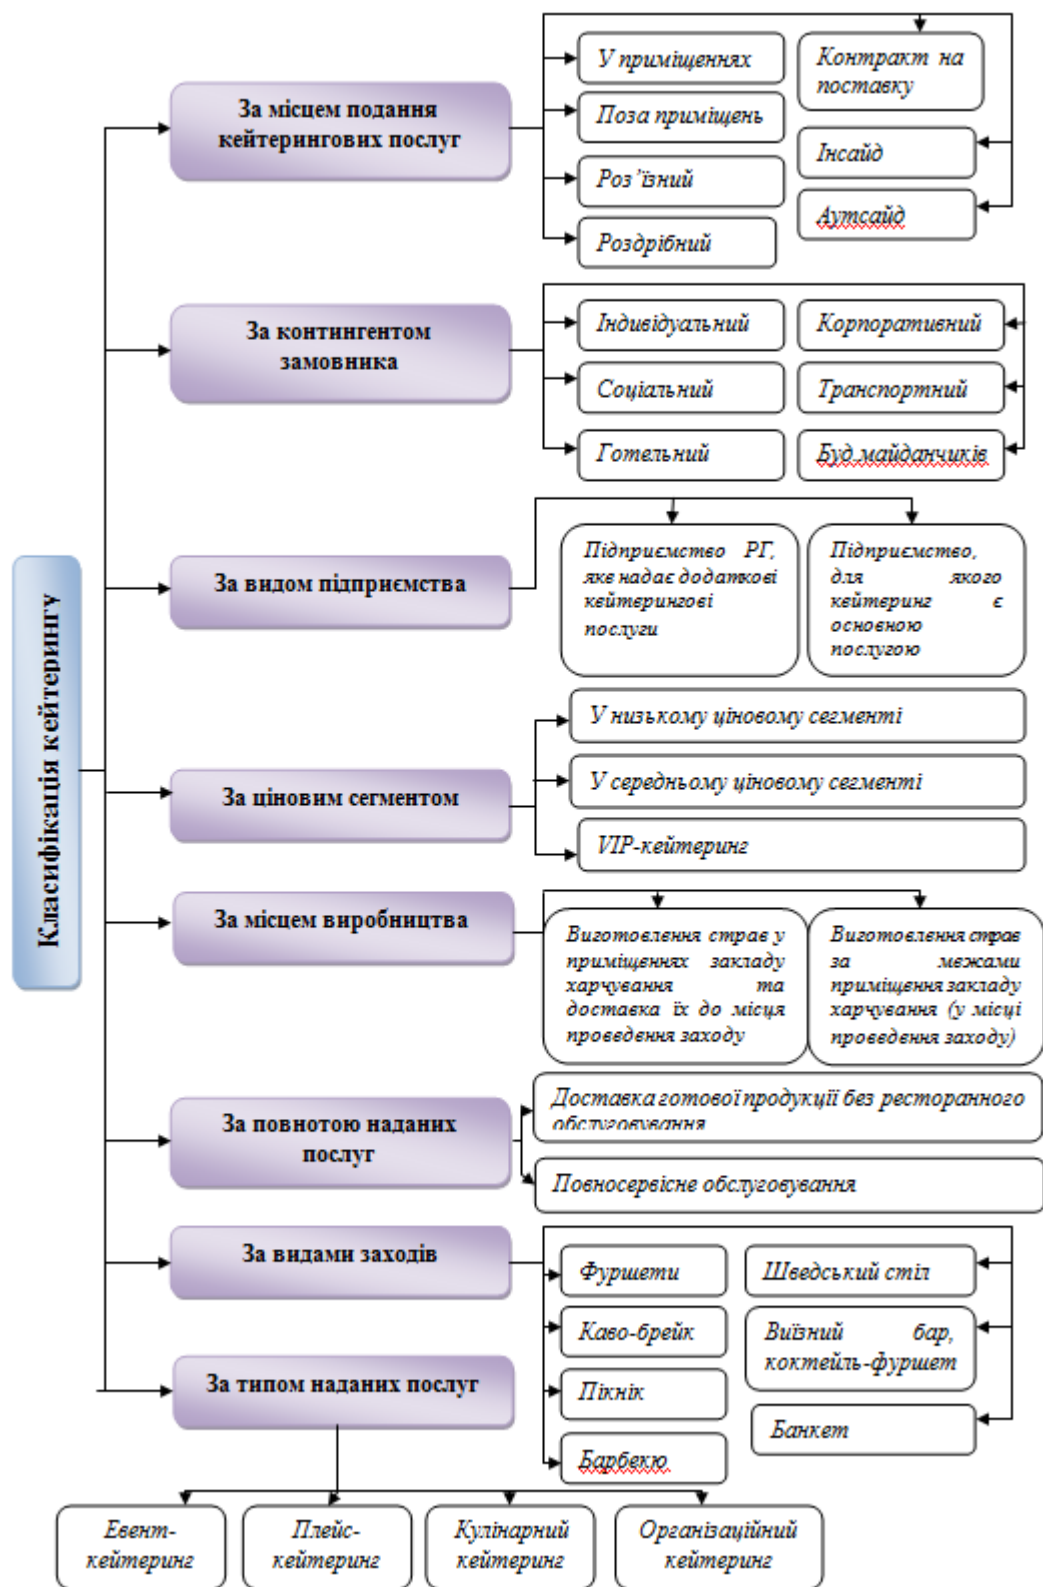 Класифікація кейтерингу
За місцем подання
кейтерингових послуг
У приміщеннях
Поза приміщень
Роз’їзний
Роздрібний
Контракт на
поставку
Інсайд
Аутсайд
За контингентом
замовника
Індивідуальний
Соціальний
Готельний
Корпоративний
Транспортний
Буд.майданчиків
За видом підприємства
Підприємство РГ,
яке надає додаткові
кейтерингові
послуги
Підприємство,
для якого
кейтеринг є
основною
послугою
За ціновим сегментом
У низькому ціновому сегменті
У середньому ціновому сегменті
VIP-кейтеринг
За місцем виробництва
Виготовлення страв у
приміщеннях закладу
харчування та
доставка їх до місця
проведення заходу
Виготовлення страв
за межами
приміщення закладу
харчування (у місці
проведення заходу)
За повнотою наданих
послуг
Доставка готової продукції без ресторанного
обслуговування
Повносервісне обслуговування
За видами заходів
Фуршети
Каво-брейк
Пікнік
Барбекю
Шведський стіл
Виїзний бар,
коктейль-фуршет
Банкет
За типом наданих послуг
Евент-
кейтеринг
Плейс-
кейтеринг
Кулінарний
кейтеринг
Організаційний
кейтеринг